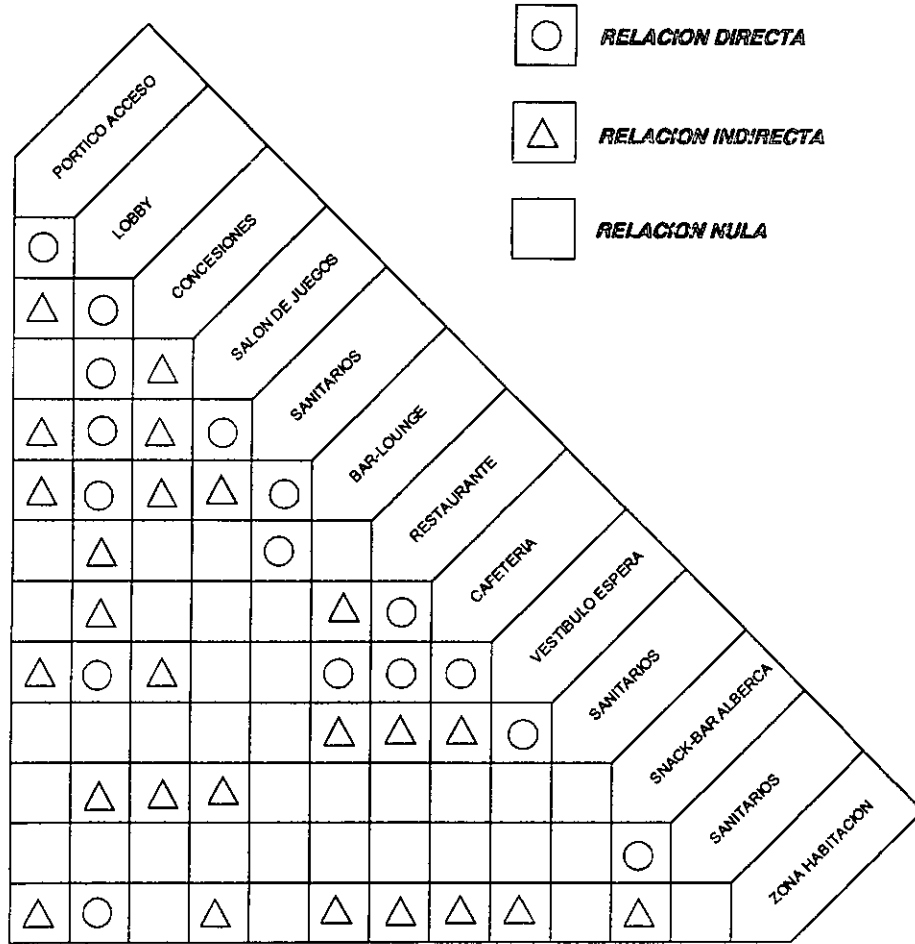 RELACION DIRECTA
RELACION INDIRECTA
RELACION NULA
PORTICO ACCESO
LOBBY
CONCESIONES
SALON DE JUEGOS
SANITARIOS
BAR-LOUNGE
RESTAURANTE
CAFETERIA
VESTIBULO ESPERA
SANITARIOS
SNACK-BAR ALBERCA
SANITARIOS
ZONA HABITACION